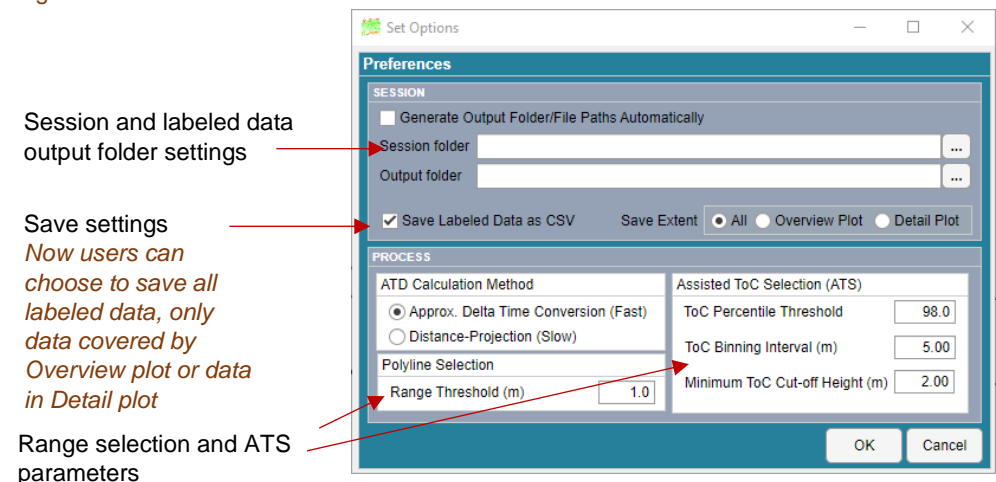 Session and labeled data
output folder settings
Save settings
Now users can
choose to save all
labeled data, only
data covered by
Overview plot or data
in Detail plot
Range selection and ATS
parameters
Set Options
Preferences
SESSION
Generate Output Folder/File Paths Automatically
Session folder ...
Output folder ...
Save Labeled Data as CSV Save Extent All Overview Plot Detail Plot
PROCESS
ATD Calculation Method
Approx. Delta Time Conversion (Fast)
Distance-Projection (Slow)
Polyline Selection
Range Threshold (m) 1.0
Assisted ToC Selection (ATS)
ToC Percentile Threshold 98.0
ToC Binning Interval (m) 5.00
Minimum ToC Cut-off Height (m) 2.00
OK Cancel